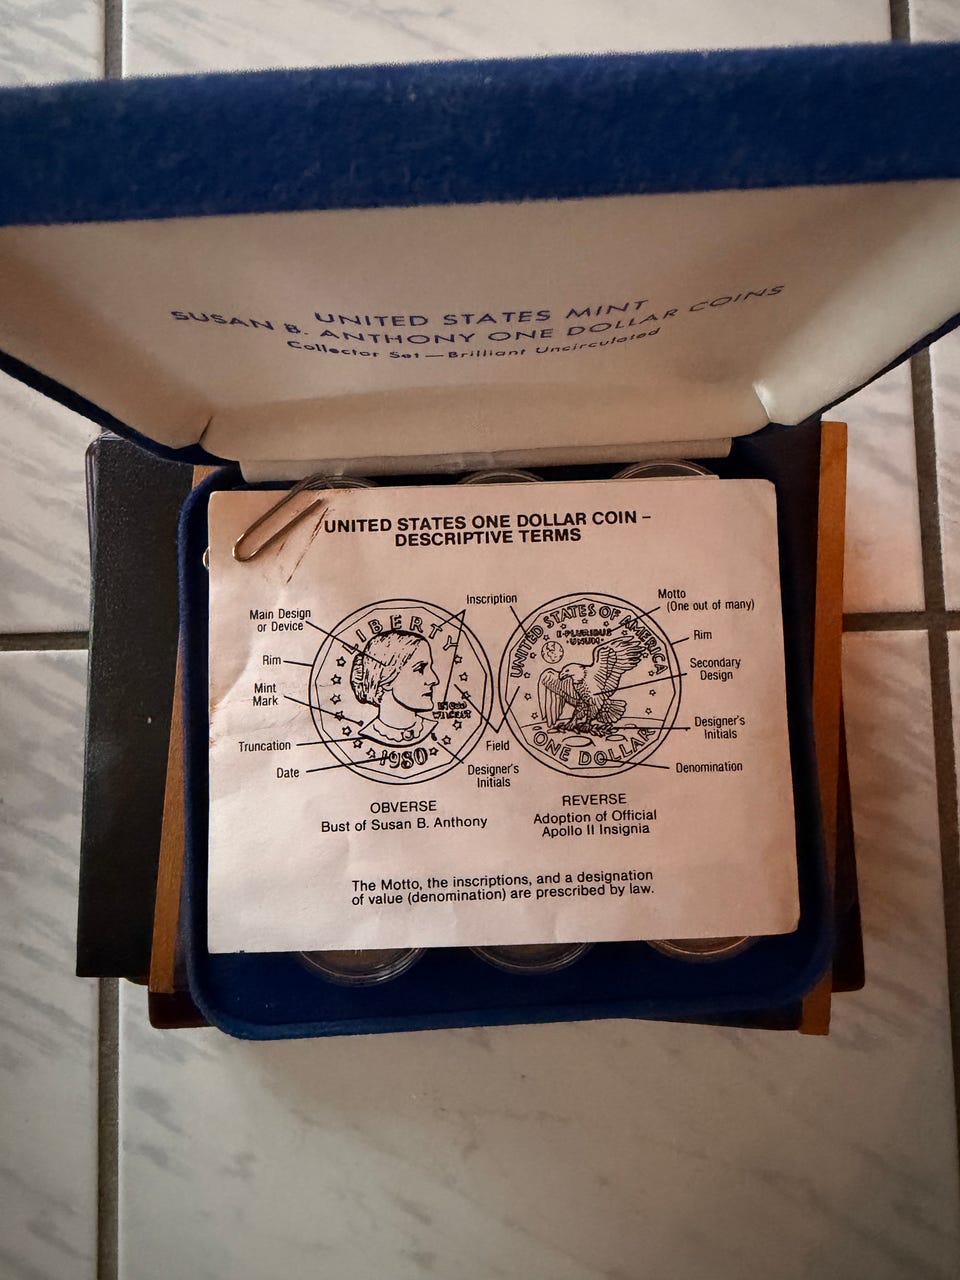 UNITED STATES MINT
SUSAN B. ANTHONY ONE DOLLAR COINS
Collector Set — Brilliant Uncirculated
UNITED STATES ONE DOLLAR COIN –
DESCRIPTIVE TERMS
Main Design
or Device
Rim
Mint
Mark
Truncation
Date
LIBERTY
IN GOD
WE TRUST
1980
Inscription
Field
Designer's
Initials
UNITED STATES OF AMERICA
E·PLURIBUS
UNUM
ONE DOLLAR
Motto
(One out of many)
Rim
Secondary
Design
Designer's
Initials
Denomination
OBVERSE
Bust of Susan B. Anthony
REVERSE
Adoption of Official
Apollo II Insignia
The Motto, the inscriptions, and a designation
of value (denomination) are prescribed by law.